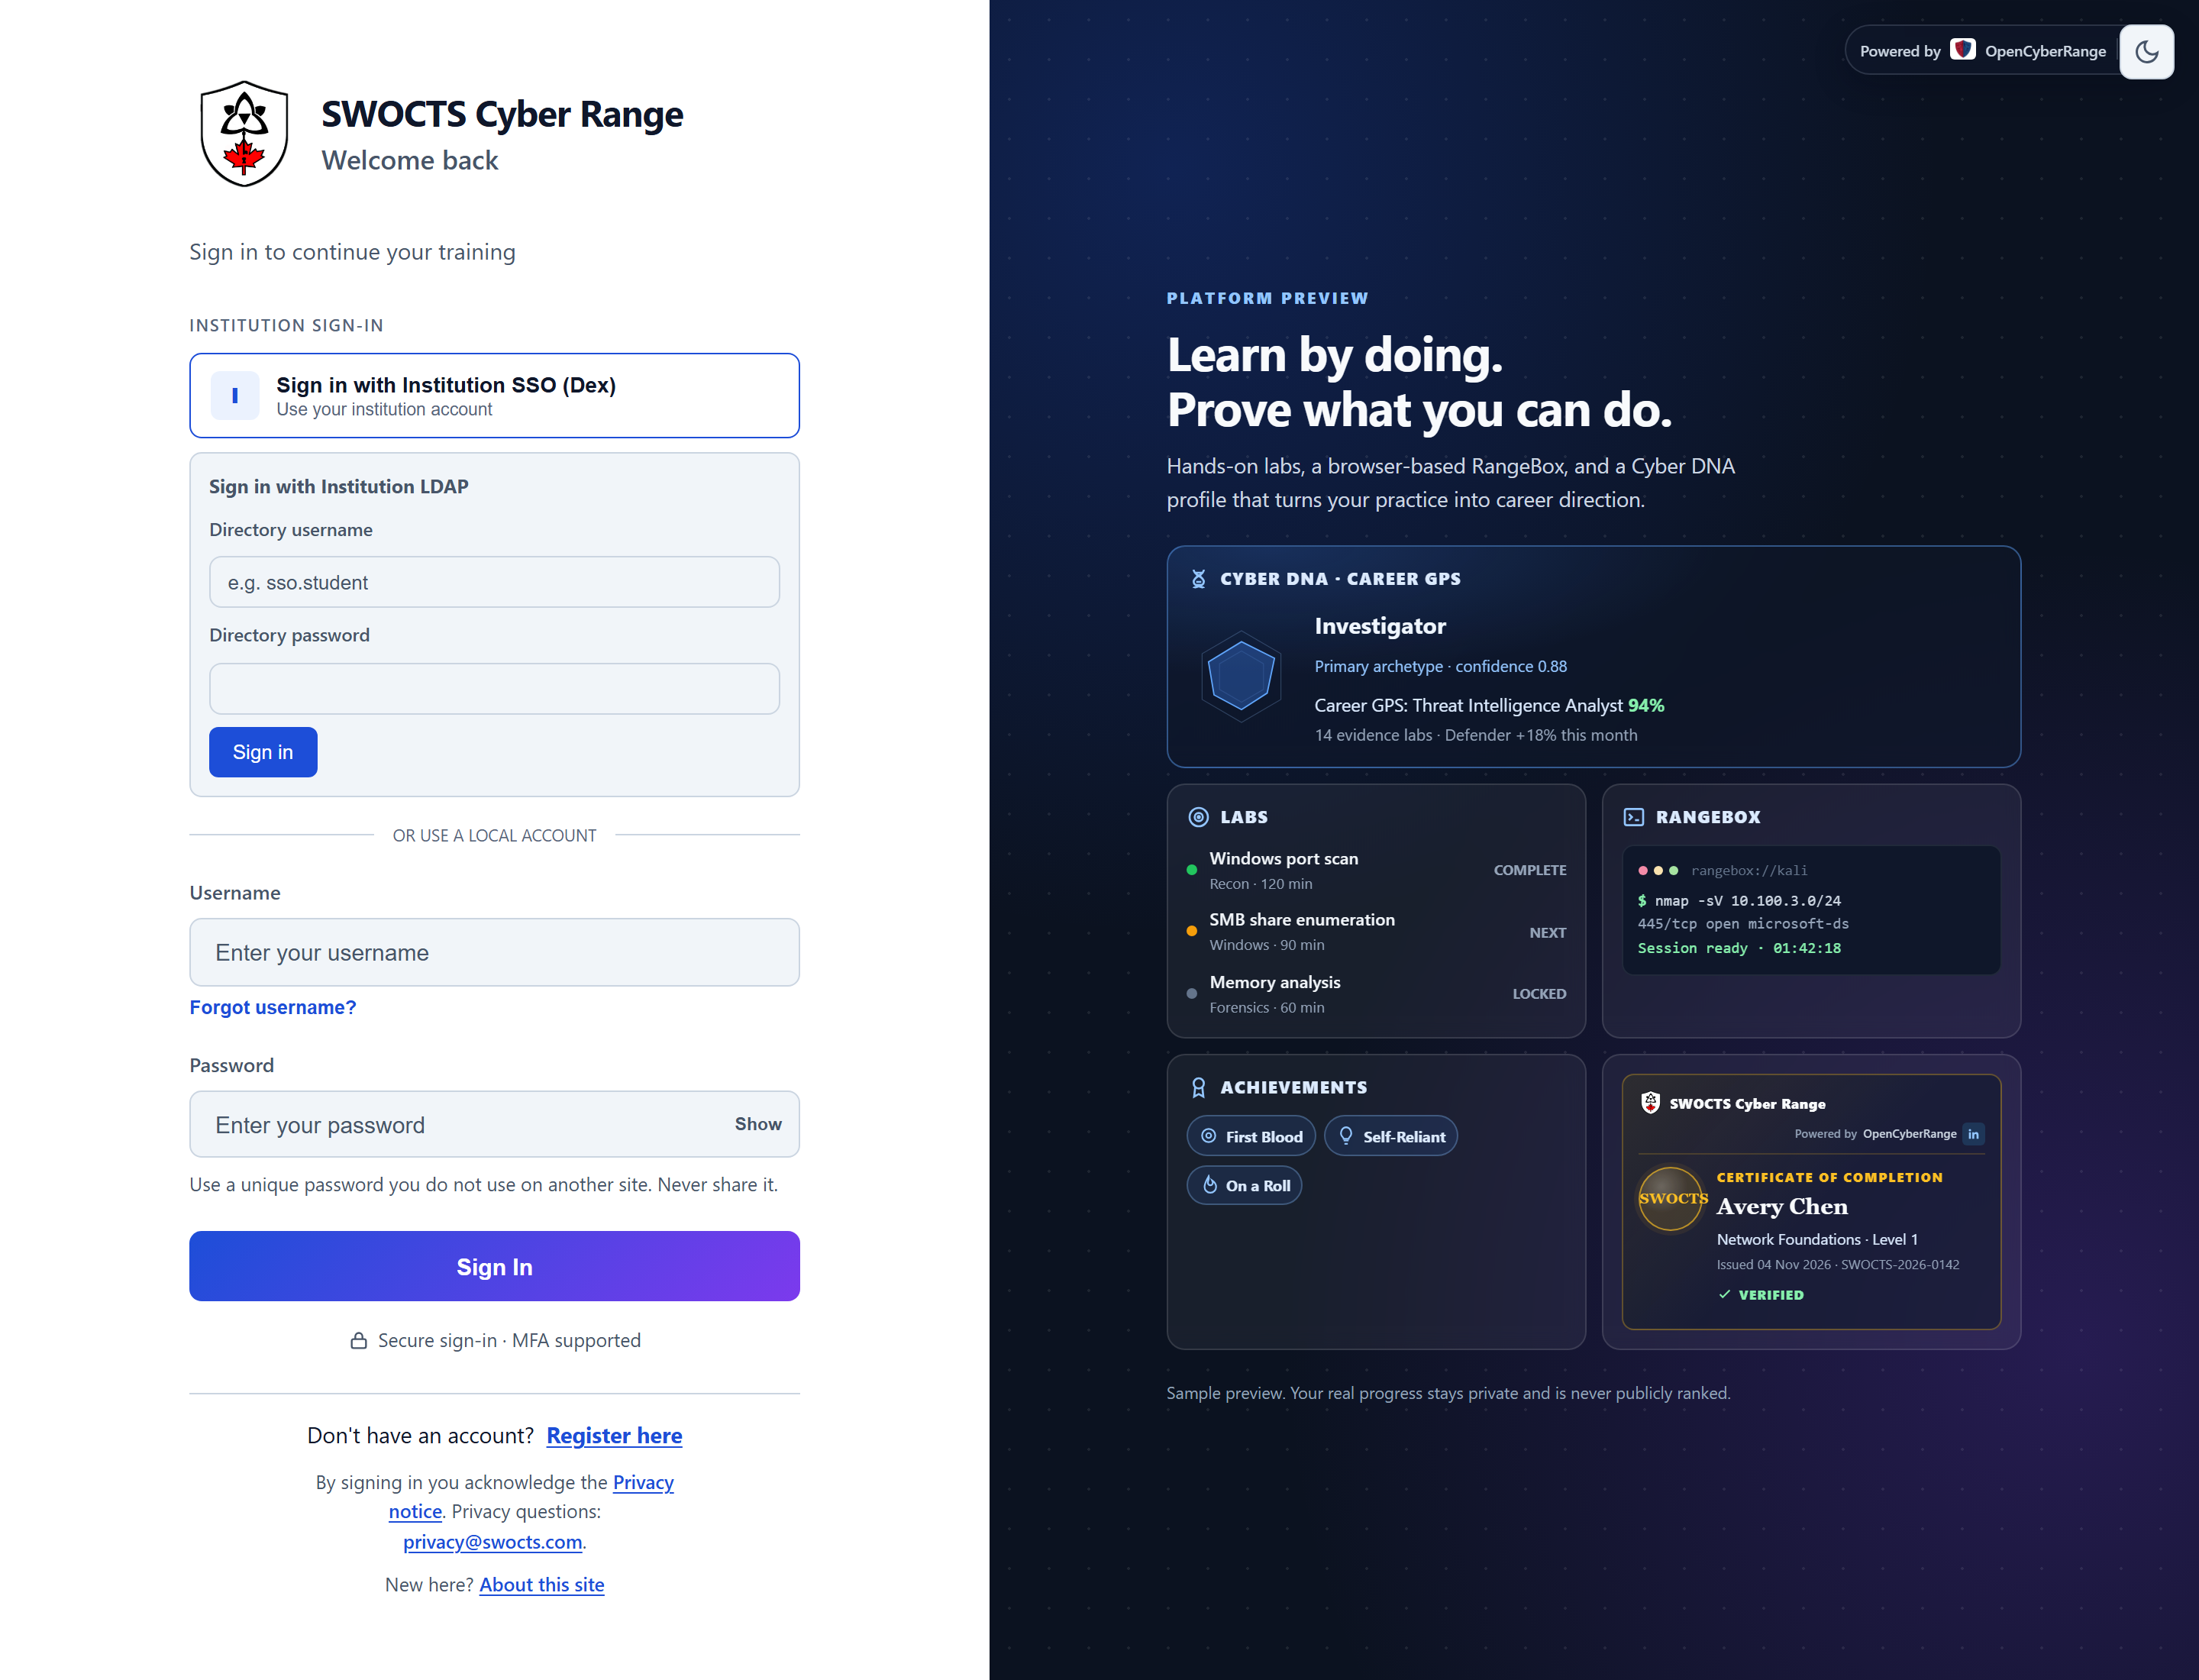 SWOCTS Cyber Range
Welcome back
Sign in to continue your training
INSTITUTION SIGN-IN
I
Sign in with Institution SSO (Dex)
Use your institution account
Sign in with Institution LDAP
Directory username
e.g. sso.student
Directory password
Sign in
OR USE A LOCAL ACCOUNT
Username
Enter your username
Forgot username?
Password
Enter your password
Show
Use a unique password you do not use on another site. Never share it.
Sign In
Secure sign-in · MFA supported
Don't have an account? Register here
By signing in you acknowledge the Privacy
notice. Privacy questions:
privacy@swocts.com.
New here? About this site
Powered by OpenCyberRange
PLATFORM PREVIEW
Learn by doing.
Prove what you can do.
Hands-on labs, a browser-based RangeBox, and a Cyber DNA
profile that turns your practice into career direction.
CYBER DNA · CAREER GPS
Investigator
Primary archetype · confidence 0.88
Career GPS: Threat Intelligence Analyst 94%
14 evidence labs · Defender +18% this month
LABS
Windows port scan
Recon · 120 min
COMPLETE
SMB share enumeration
Windows · 90 min
NEXT
Memory analysis
Forensics · 60 min
LOCKED
RANGEBOX
rangebox://kali
$ nmap -sV 10.100.3.0/24
445/tcp open microsoft-ds
Session ready · 01:42:18
ACHIEVEMENTS
First Blood
Self-Reliant
On a Roll
SWOCTS Cyber Range
Powered by OpenCyberRange in
SWOCTS
CERTIFICATE OF COMPLETION
Avery Chen
Network Foundations · Level 1
Issued 04 Nov 2026 · SWOCTS-2026-0142
VERIFIED
Sample preview. Your real progress stays private and is never publicly ranked.